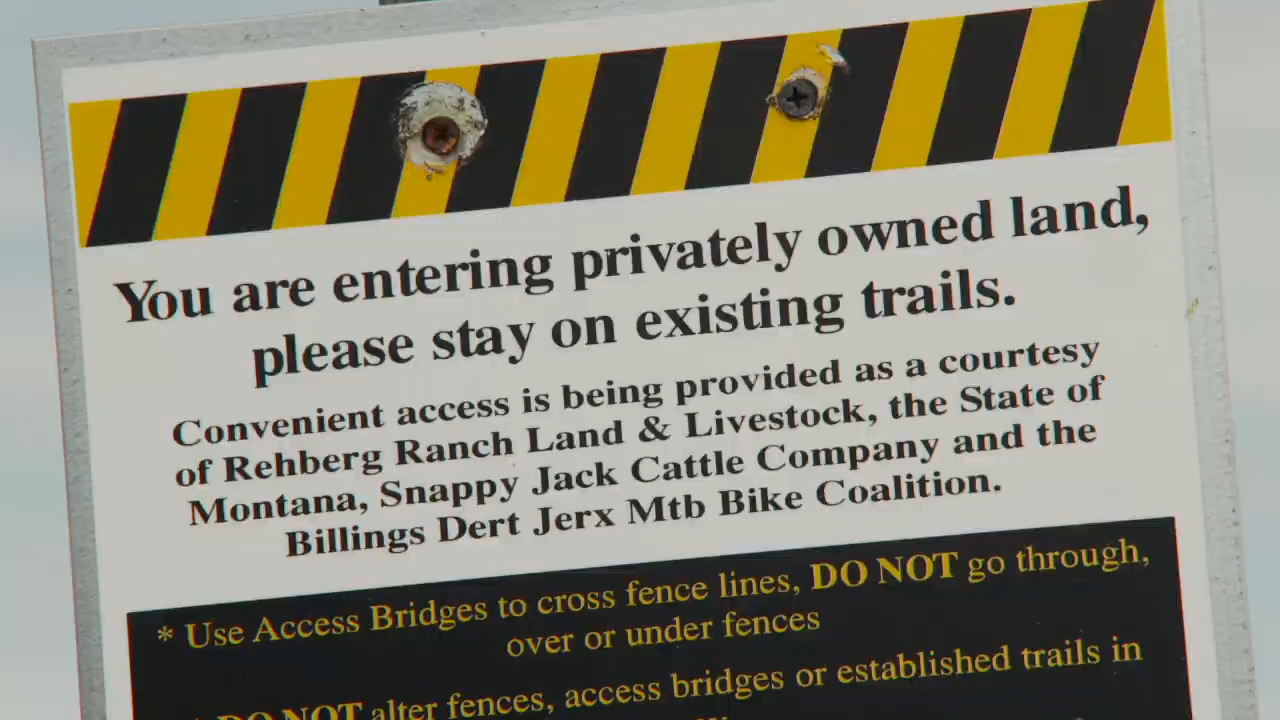 You are entering privately owned land,
please stay on existing trails.
Convenient access is being provided as a courtesy
of Rehberg Ranch Land & Livestock, the State of
Montana, Snappy Jack Cattle Company and the
Billings Dert Jerx Mtb Bike Coalition.
* Use Access Bridges to cross fence lines, DO NOT go through,
over or under fences
DO NOT alter fences, access bridges or established trails in